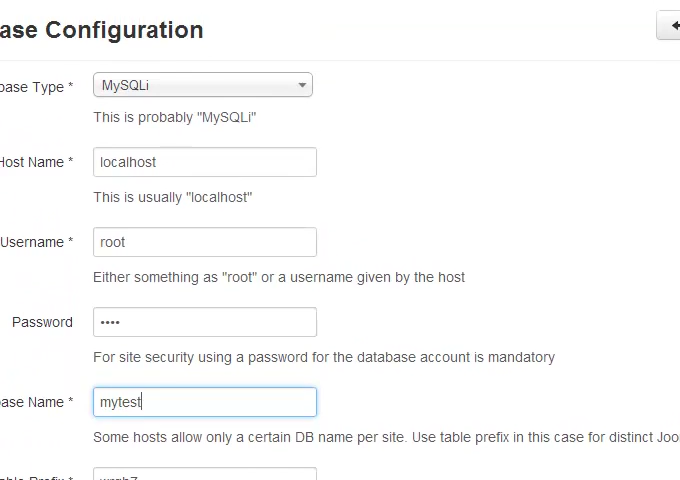 ase Configuration
base Type *
MySQLi
This is probably "MySQLi"
Host Name *
localhost
This is usually "localhost"
Username *
root
Either something as "root" or a username given by the host
Password
••••
For site security using a password for the database account is mandatory
base Name *
mytest
Some hosts allow only a certain DB name per site. Use table prefix in this case for distinct Joo